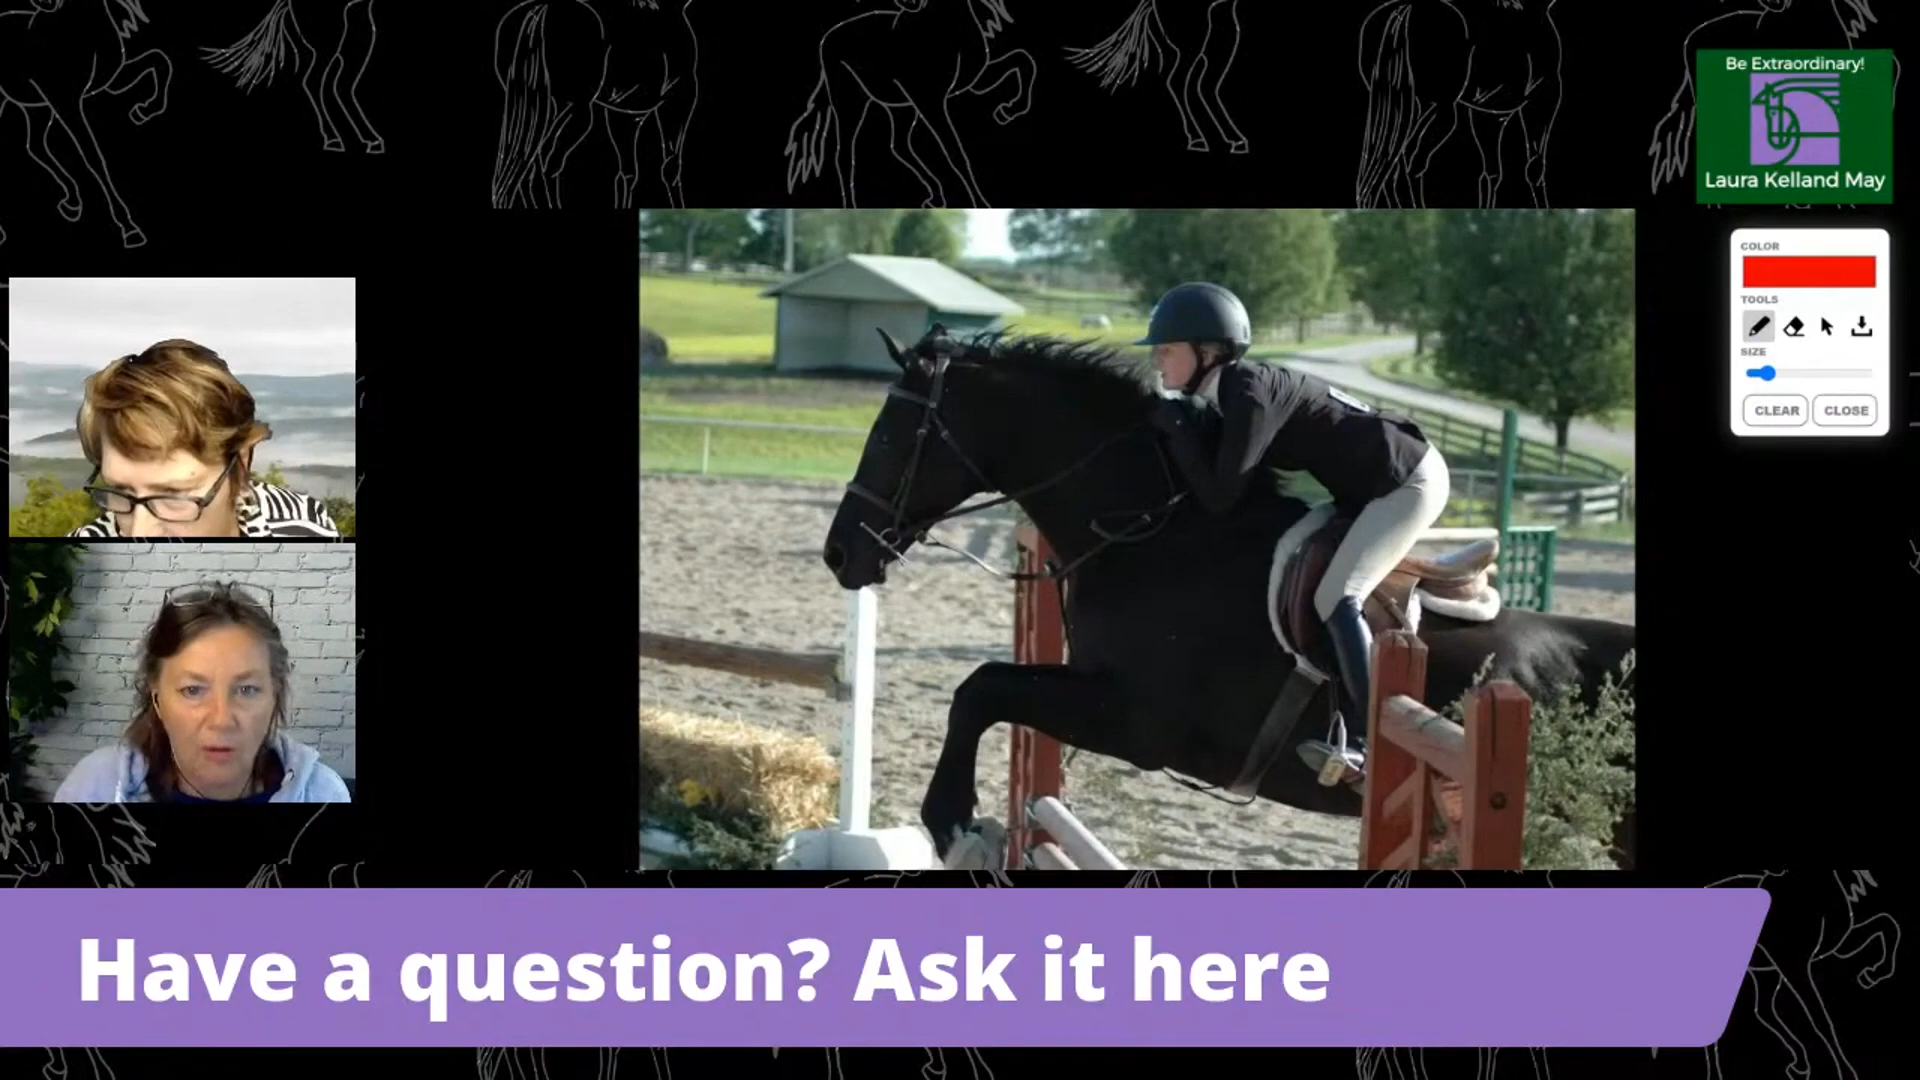 Be Extraordinary!
Laura Kelland May
COLOR
TOOLS
SIZE
CLEAR
CLOSE
Have a question? Ask it here